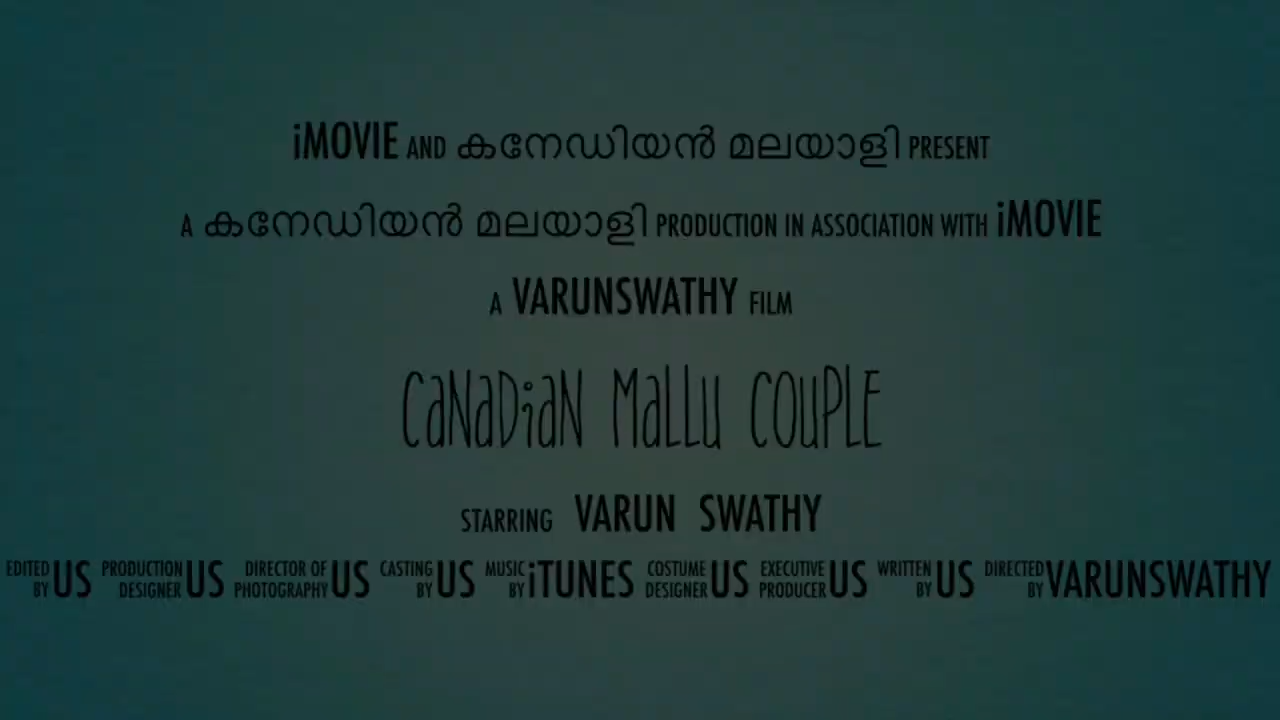 iMOVIE AND കനേഡിയൻ മലയാളി PRESENT
A കനേഡിയൻ മലയാളി PRODUCTION IN ASSOCIATION WITH iMOVIE
A VARUNSWATHY FILM
CaNaDiaN MaLLu COuPLE
STARRING VARUN SWATHY
EDITED BY US PRODUCTION DESIGNER US DIRECTOR OF PHOTOGRAPHY US CASTING BY US MUSIC BY iTUNES COSTUME DESIGNER US EXECUTIVE PRODUCER US WRITTEN BY US DIRECTED BY VARUNSWATHY